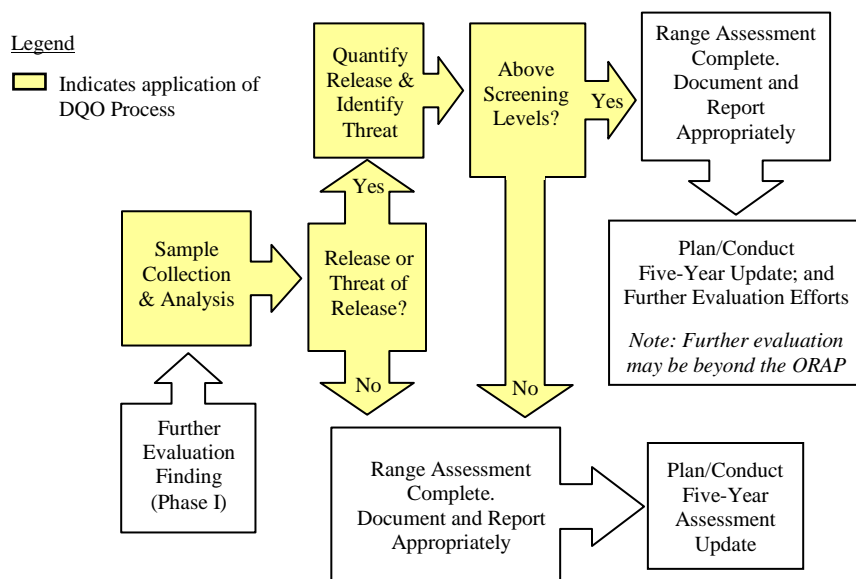 Legend
Indicates application of
DQO Process
Quantify
Release &
Identify
Threat
Above
Screening
Levels?
Yes
Range Assessment
Complete.
Document and
Report
Appropriately
Yes
Sample
Collection
& Analysis
Release or
Threat of
Release?
Plan/Conduct
Five-Year Update; and
Further Evaluation Efforts
Note: Further evaluation
may be beyond the ORAP
No
No
Further
Evaluation
Finding
(Phase I)
Range Assessment
Complete.
Document and Report
Appropriately
Plan/Conduct
Five-Year
Assessment
Update